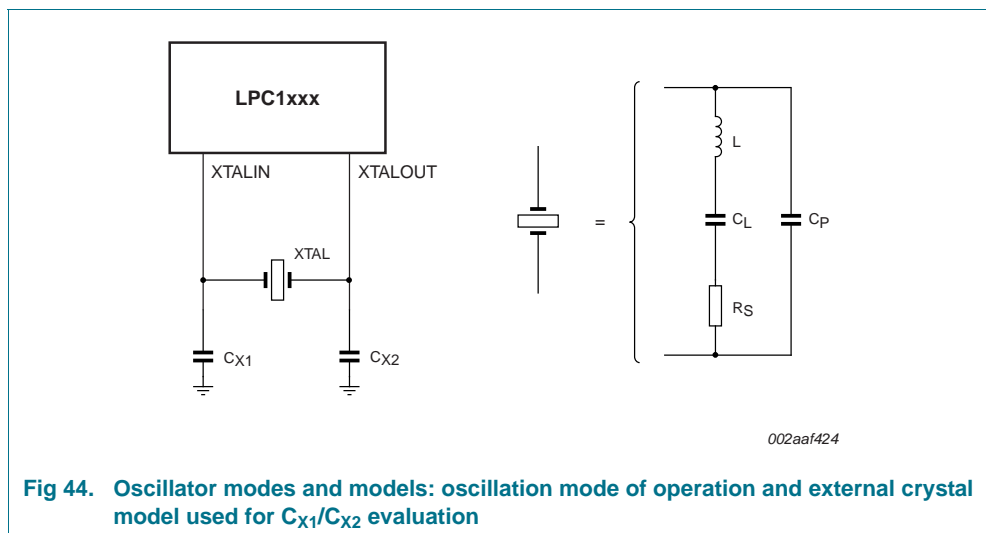 LPC1xxx
XTALIN
XTALOUT
XTAL
CX1
CX2
=
L
CL
CP
RS
002aaf424
Fig 44. Oscillator modes and models: oscillation mode of operation and external crystal
model used for CX1/CX2 evaluation